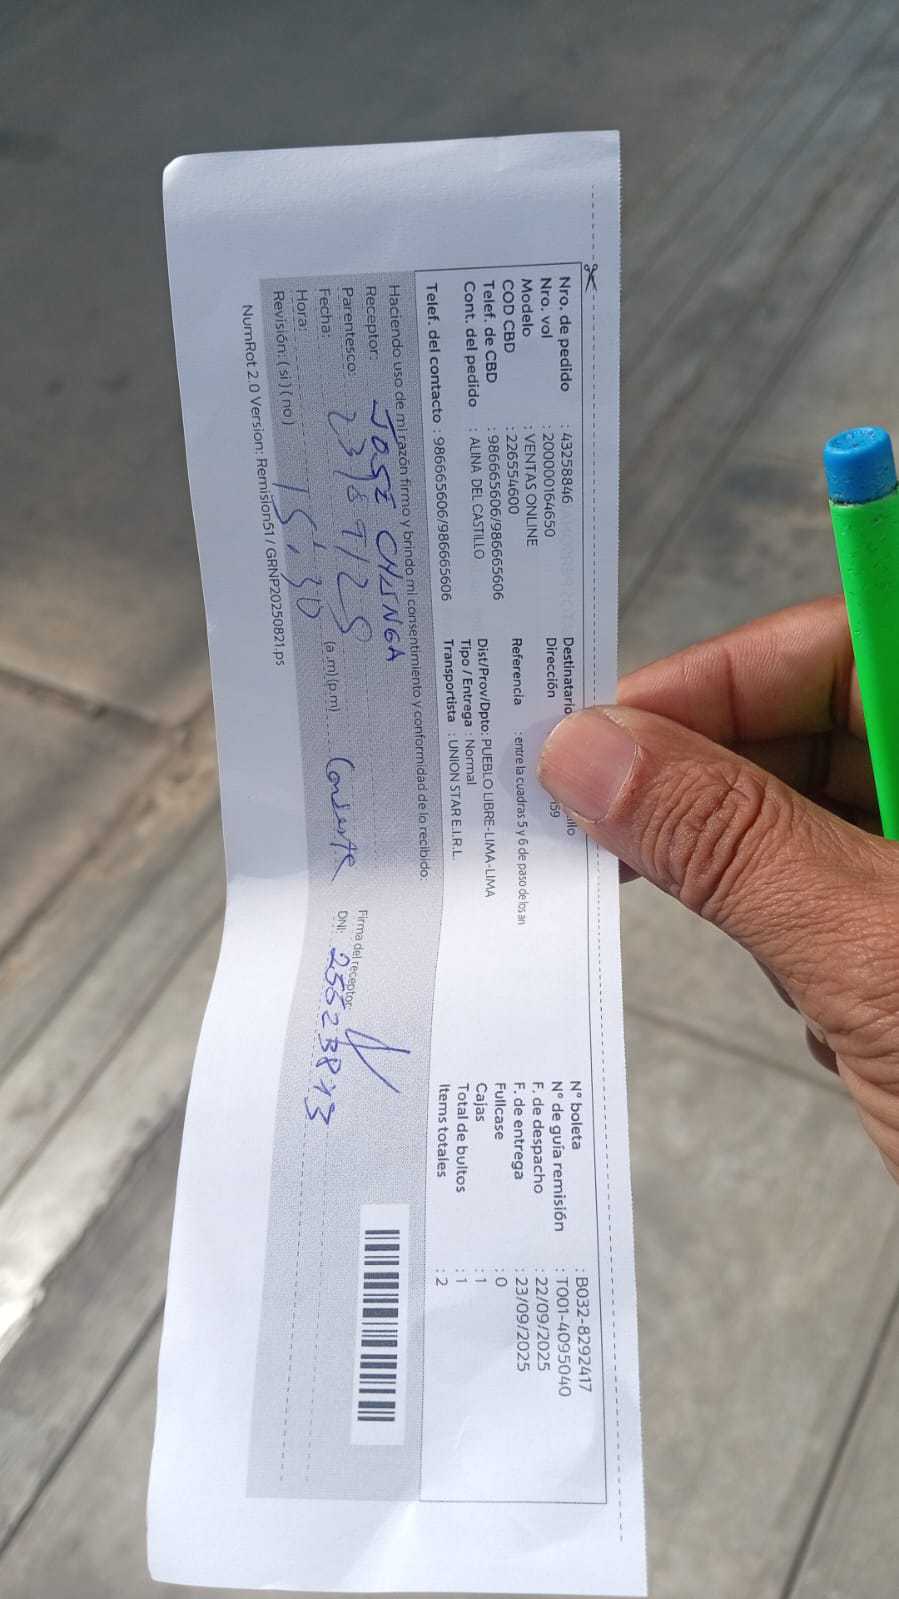 Nro. de pedido : 43258846
Nro. vol : 200000164650
Modelo : VENTAS ONLINE
COD CBD : 226554600
Telef. de CBD : 986665606/986665606
Cont. del pedido : ALINA DEL CASTILLO
Telef. del contacto : 986665606/986665606
Destinatario
Dirección
Referencia : entre la cuadras 5 y 6 de paso de los an
Dist/Prov/Dpto: PUEBLO LIBRE-LIMA-LIMA
Tipo / Entrega : Normal
Transportista : UNION STAR E.I.R.L.
N° boleta : B032-8292417
N° de guía remisión : T001-4095040
F. de despacho : 22/09/2025
F. de entrega : 23/09/2025
Fullcase : 0
Cajas : 1
Total de bultos : 1
Items totales : 2
Haciendo uso de mi razón firmo y brindo mi consentimiento y conformidad de lo recibido:
Receptor: JOSE CHINGA
Parentesco:
Fecha: 23/09/25
Hora: 15:30 (a.m)(p.m)
Revisión: (si) (no)
Firma del receptor:
DNI:
NumRot 2.0 Version: Remision51 / GRNP20250821.ps